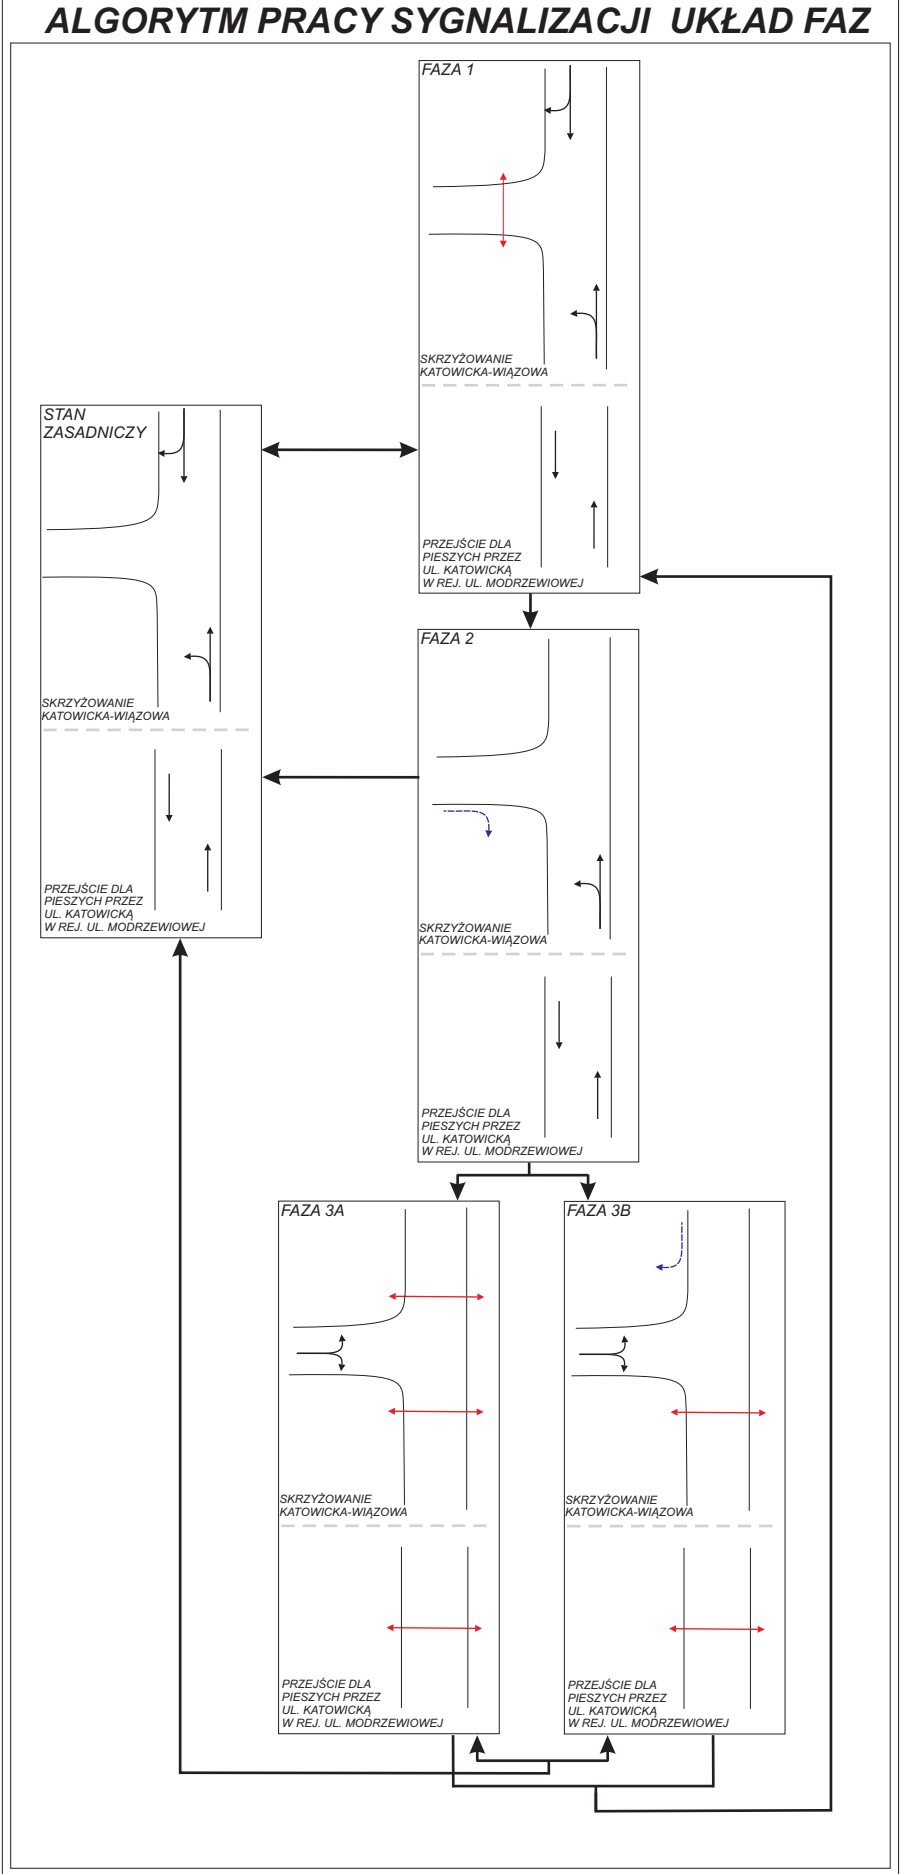 ALGORYTM PRACY SYGNALIZACJI UKŁAD FAZ
FAZA 1
SKRZYŻOWANIE
KATOWICKA-WIĄZOWA
PRZEJŚCIE DLA
PIESZYCH PRZEZ
UL. KATOWICKĄ
W REJ. UL. MODRZEWIOWEJ
STAN
ZASADNICZY
SKRZYŻOWANIE
KATOWICKA-WIĄZOWA
PRZEJŚCIE DLA
PIESZYCH PRZEZ
UL. KATOWICKĄ
W REJ. UL. MODRZEWIOWEJ
FAZA 2
SKRZYŻOWANIE
KATOWICKA-WIĄZOWA
PRZEJŚCIE DLA
PIESZYCH PRZEZ
UL. KATOWICKĄ
W REJ. UL. MODRZEWIOWEJ
FAZA 3A
SKRZYŻOWANIE
KATOWICKA-WIĄZOWA
PRZEJŚCIE DLA
PIESZYCH PRZEZ
UL. KATOWICKĄ
W REJ. UL. MODRZEWIOWEJ
FAZA 3B
SKRZYŻOWANIE
KATOWICKA-WIĄZOWA
PRZEJŚCIE DLA
PIESZYCH PRZEZ
UL. KATOWICKĄ
W REJ. UL. MODRZEWIOWEJ